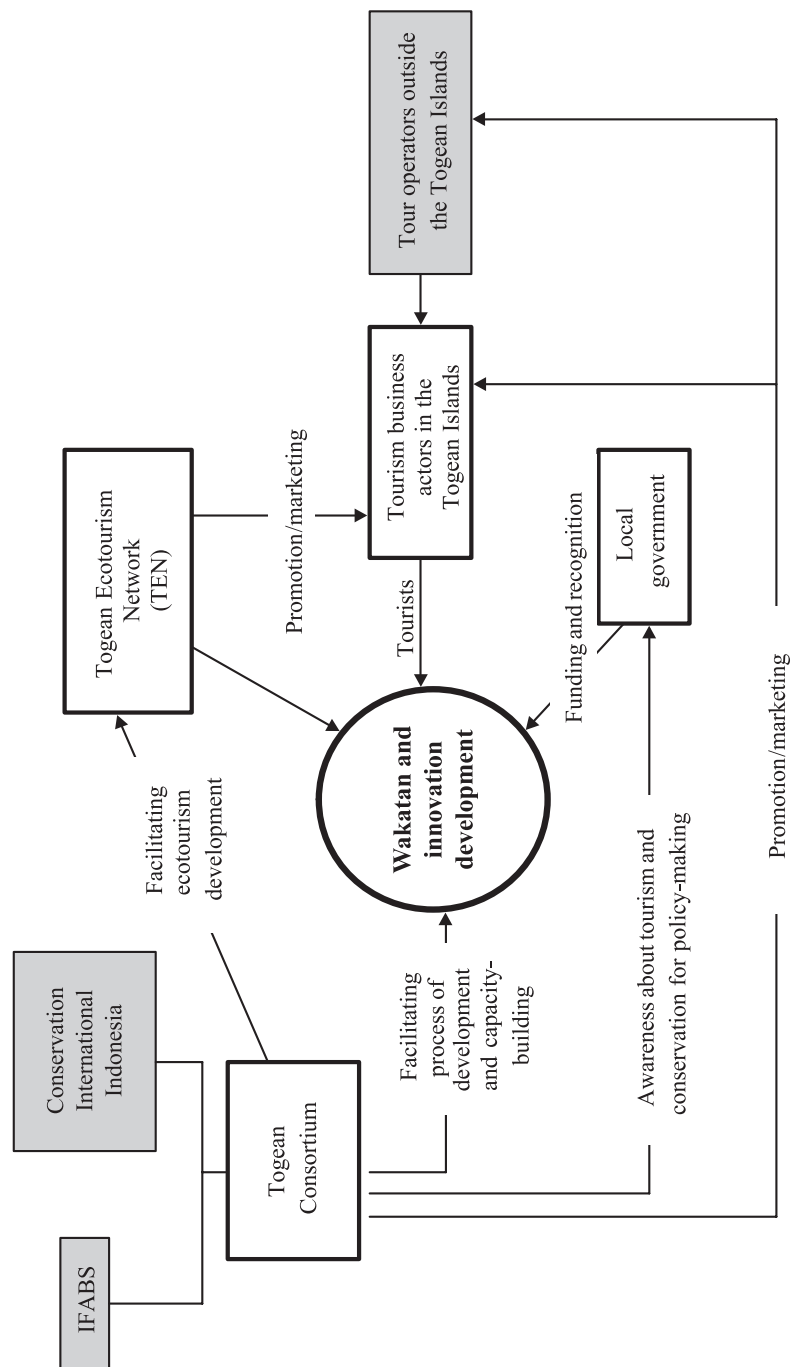 IFABS
Conservation
International
Indonesia
Togean
Consortium
Facilitating
ecotourism
development
Togean Ecotourism
Network
(TEN)
Promotion/marketing
Facilitating
process of
development
and capacity-
building
Wakatan and
innovation
development
Tourists
Tourism business
actors in the
Togean Islands
Tour operators outside
the Togean Islands
Funding and recognition
Local
government
Awareness about tourism and
conservation for policy-making
Promotion/marketing